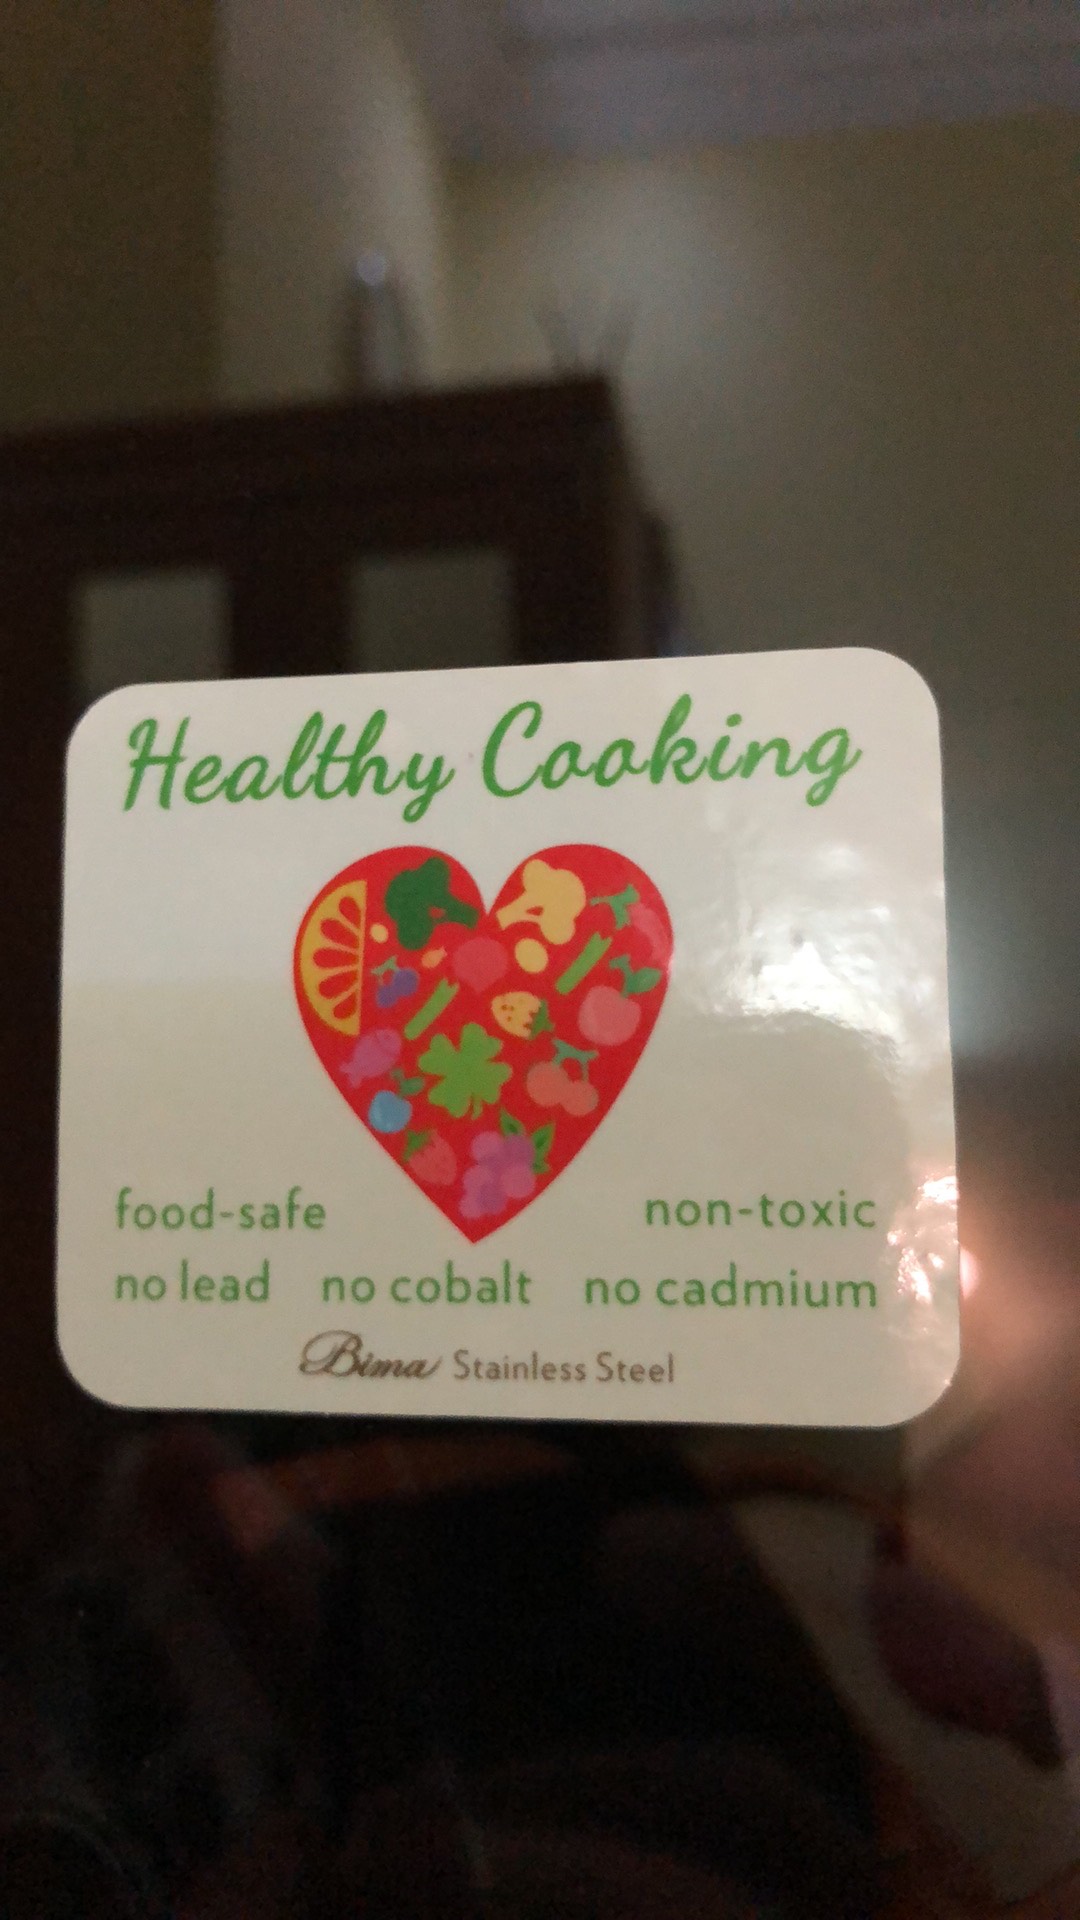 Healthy Cooking
food-safe non-toxic
no lead no cobalt no cadmium
Bima Stainless Steel